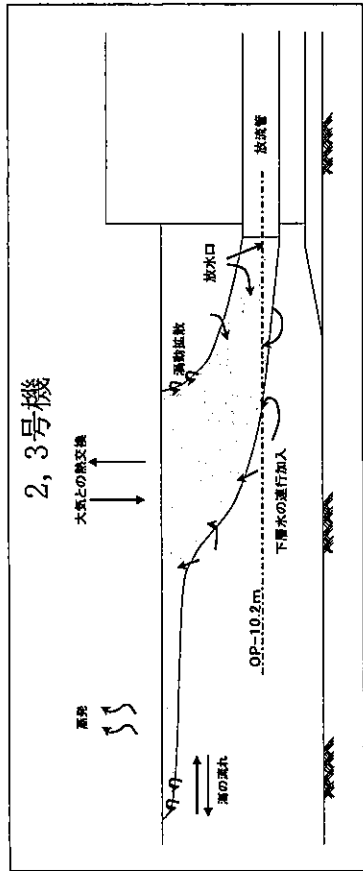 2，3号機
大気との熱交換
蒸発
渦動拡散
放水口
放流管
OP-10.2m
下層水の連行加入
潮の流れ